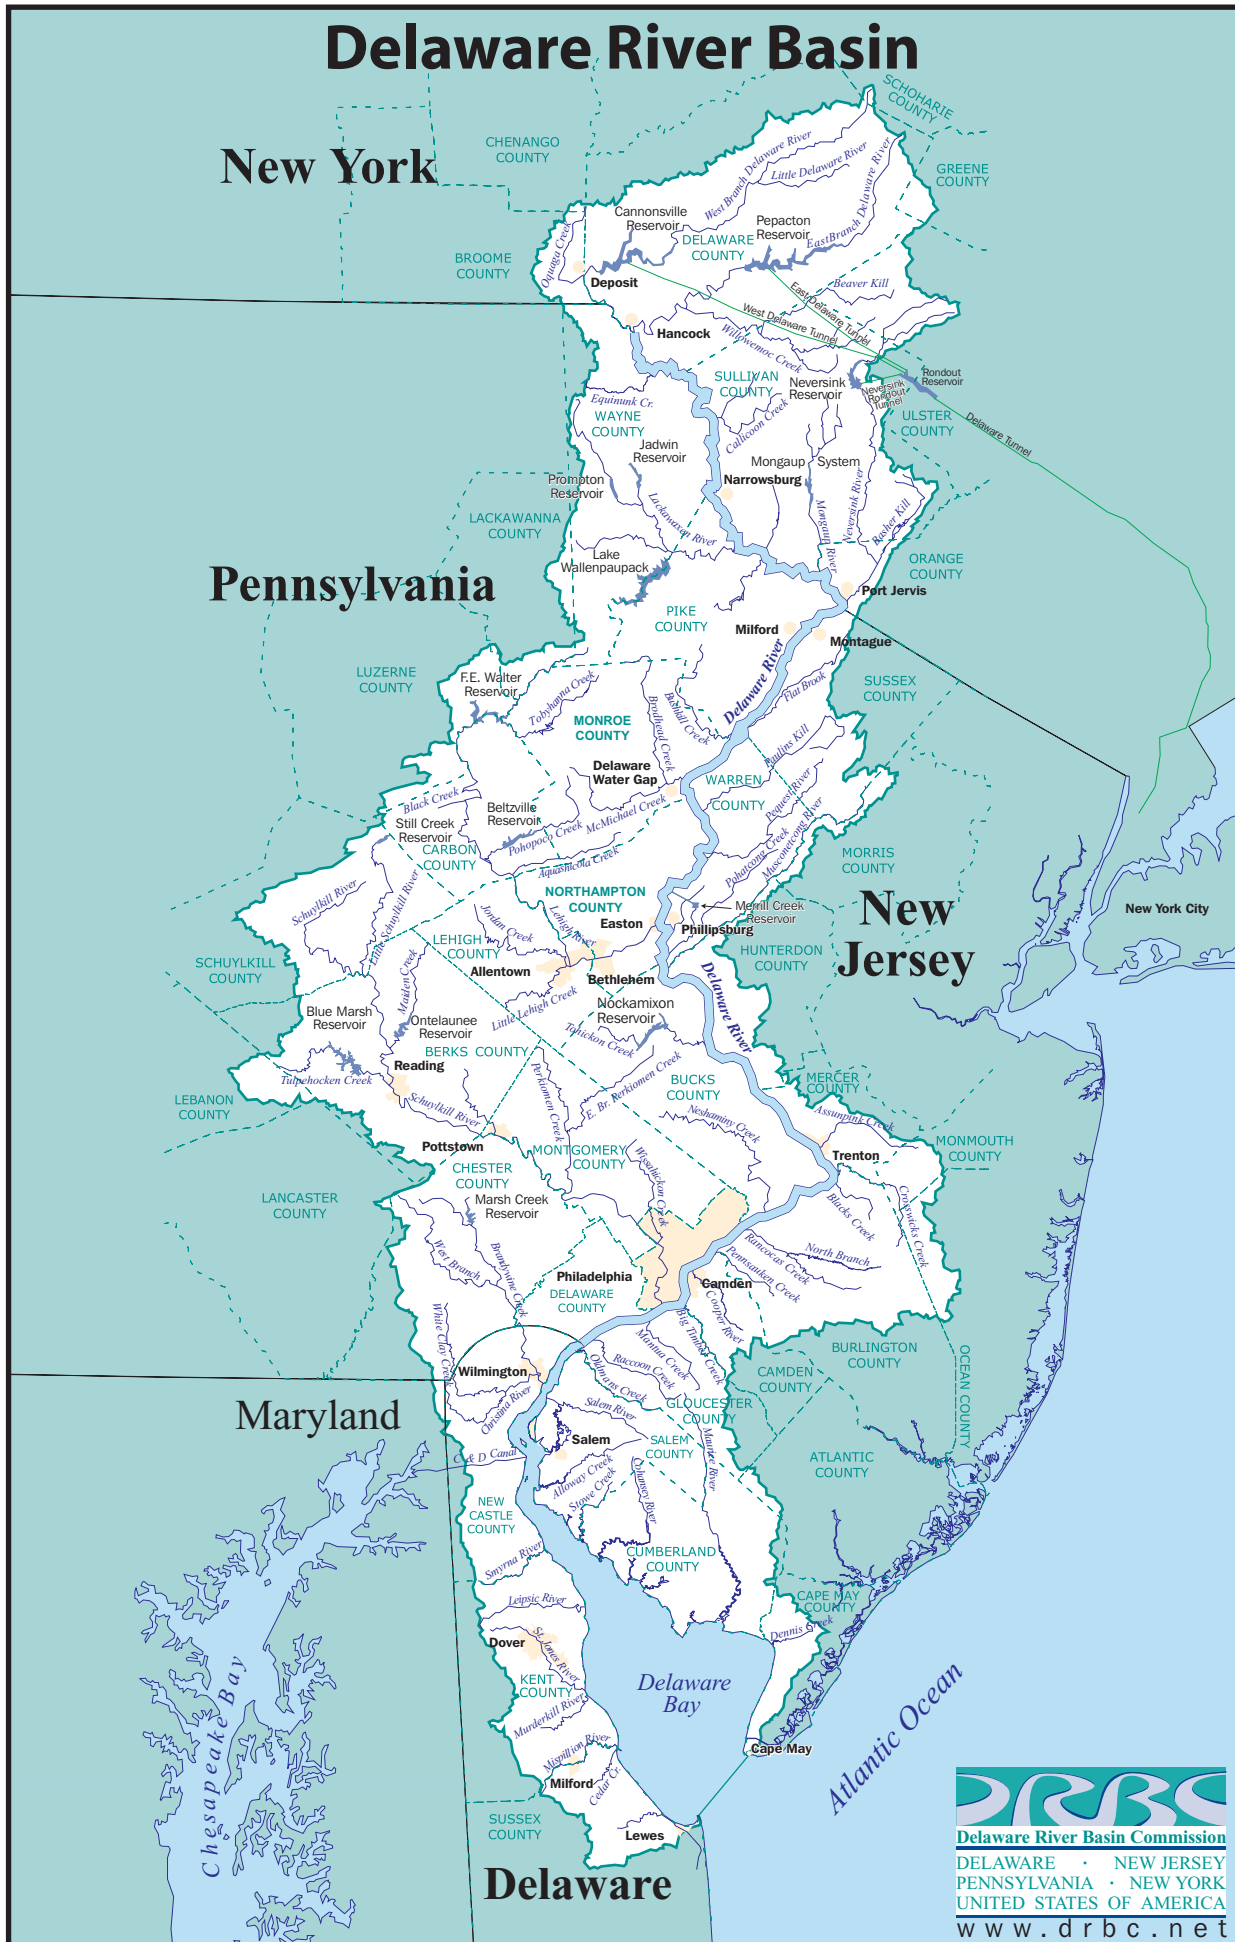 Delaware River Basin
SCHOHARIE
COUNTY
CHENANGO
COUNTY
New York
GREENE
COUNTY
West Branch Delaware River
Little Delaware River
EastBranch Delaware River
Cannonsville
Reservoir
Pepacton
Reservoir
DELAWARE
COUNTY
BROOME
COUNTY
Oquaga Creek
Deposit
Beaver Kill
East Delaware Tunnel
West Delaware Tunnel
Hancock
Willowemoc Creek
SULLIVAN
COUNTY
Neversink
Reservoir
Neversink
Rondout
Tunnel
Rondout
Reservoir
ULSTER
COUNTY
Delaware Tunnel
Equinunk Cr.
WAYNE
COUNTY
Callicoon Creek
Jadwin
Reservoir
Mongaup System
Prompton
Reservoir
Narrowsburg
Lackawaxen River
Mongaup River
Neversink River
Basher Kill
LACKAWANNA
COUNTY
Lake
Wallenpaupack
ORANGE
COUNTY
Pennsylvania
Port Jervis
PIKE
COUNTY
Milford
Montague
Delaware River
LUZERNE
COUNTY
F.E. Walter
Reservoir
Tobyhanna Creek
SUSSEX
COUNTY
Flat Brook
MONROE
COUNTY
Brodhead Creek
Bushkill Creek
Paulins Kill
Delaware
Water Gap
WARREN
COUNTY
Pequest River
Black Creek
Beltzville
Reservoir
McMichael Creek
Pohopoco Creek
Still Creek
Reservoir
CARBON
COUNTY
Aquashicola Creek
Pohatcong Creek
Musconetcong River
MORRIS
COUNTY
Schuylkill River
Little Schuylkill River
NORTHAMPTON
COUNTY
Merrill Creek
Reservoir
New
Jersey
New York City
Jordan Creek
Lehigh River
Easton
Phillipsburg
LEHIGH
COUNTY
HUNTERDON
COUNTY
SCHUYLKILL
COUNTY
Allentown
Bethlehem
Delaware River
Maiden Creek
Little Lehigh Creek
Nockamixon
Reservoir
Blue Marsh
Reservoir
Ontelaunee
Reservoir
Tohickon Creek
BERKS COUNTY
Reading
Tulpehocken Creek
Perkiomen Creek
E. Br. Perkiomen Creek
BUCKS
COUNTY
MERCER
COUNTY
LEBANON
COUNTY
Schuylkill River
Neshaminy Creek
Assunpink Creek
Pottstown
MONTGOMERY
COUNTY
Trenton
MONMOUTH
COUNTY
CHESTER
COUNTY
Wissahickon Creek
LANCASTER
COUNTY
Marsh Creek
Reservoir
Blacks Creek
Crosswicks Creek
West Branch
Brandywine Creek
Rancocas Creek
North Branch
Pennsauken Creek
Philadelphia
DELAWARE
COUNTY
Camden
Cooper River
Big Timber Creek
White Clay Creek
Mantua Creek
Raccoon Creek
Oldmans Creek
BURLINGTON
COUNTY
OCEAN COUNTY
Wilmington
CAMDEN
COUNTY
Maryland
Christina River
Salem River
GLOUCESTER
COUNTY
Salem
SALEM
COUNTY
Maurice River
C & D Canal
ATLANTIC
COUNTY
Alloway Creek
Stowe Creek
Cohansey River
NEW
CASTLE
COUNTY
CUMBERLAND
COUNTY
Smyrna River
Leipsic River
CAPE MAY
COUNTY
Dennis Creek
Dover
St. Jones River
KENT
COUNTY
Delaware
Bay
Murderkill River
Chesapeake Bay
Atlantic Ocean
Mispillion River
Cape May
Milford
Cedar Cr.
SUSSEX
COUNTY
Lewes
Delaware
DRBC
Delaware River Basin Commission
DELAWARE · NEW JERSEY
PENNSYLVANIA · NEW YORK
UNITED STATES OF AMERICA
www.drbc.net